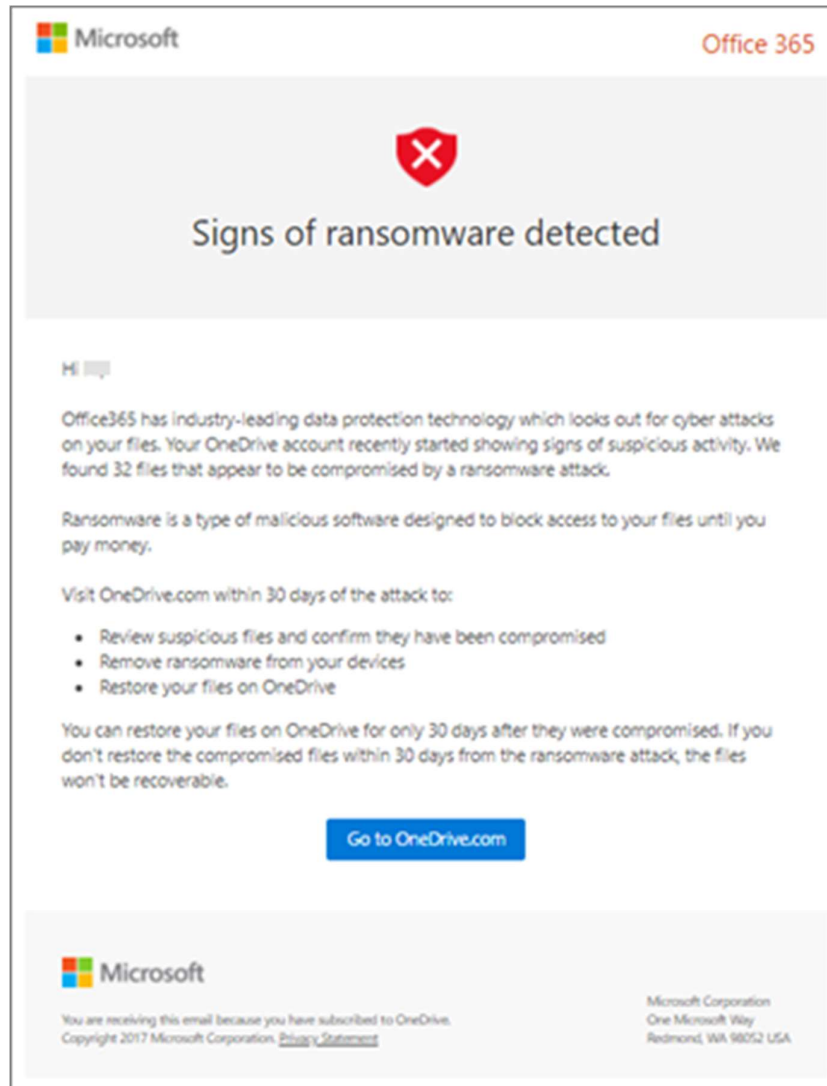 Microsoft
Office 365
Signs of ransomware detected
Hi
Office365 has industry-leading data protection technology which looks out for cyber attacks
on your files. Your OneDrive account recently started showing signs of suspicious activity. We
found 32 files that appear to be compromised by a ransomware attack.
Ransomware is a type of malicious software designed to block access to your files until you
pay money.
Visit OneDrive.com within 30 days of the attack to:
• Review suspicious files and confirm they have been compromised
• Remove ransomware from your devices
• Restore your files on OneDrive
You can restore your files on OneDrive for only 30 days after they were compromised. If you
don't restore the compromised files within 30 days from the ransomware attack, the files
won't be recoverable.
Go to OneDrive.com
Microsoft
You are receiving this email because you have subscribed to OneDrive.
Copyright 2017 Microsoft Corporation. Privacy Statement
Microsoft Corporation
One Microsoft Way
Redmond, WA 98052 USA